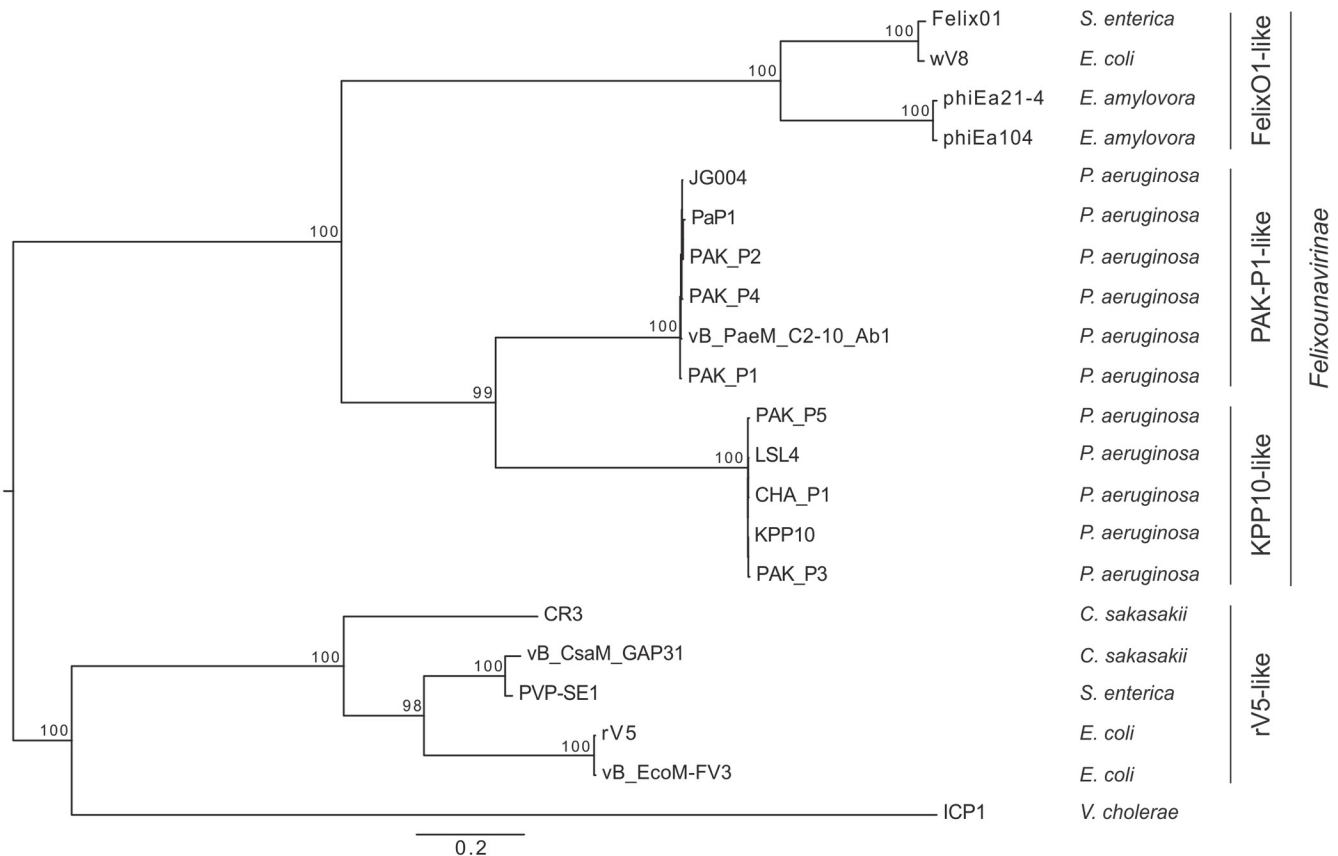 Felix01 S. enterica
100
wV8 E. coli
100
phiEa21-4 E. amylovora
100
phiEa104 E. amylovora
FelixO1-like
JG004 P. aeruginosa
PaP1 P. aeruginosa
100
PAK_P2 P. aeruginosa
PAK_P4 P. aeruginosa
100
vB_PaeM_C2-10_Ab1 P. aeruginosa
PAK_P1 P. aeruginosa
PAK-P1-like
99
PAK_P5 P. aeruginosa
LSL4 P. aeruginosa
100
CHA_P1 P. aeruginosa
KPP10 P. aeruginosa
PAK_P3 P. aeruginosa
KPP10-like
Felixounavirinae
CR3 C. sakasakii
100
vB_CsaM_GAP31 C. sakasakii
100
PVP-SE1 S. enterica
98
rV5 E. coli
100
100
vB_EcoM-FV3 E. coli
rV5-like
ICP1 V. cholerae
0.2